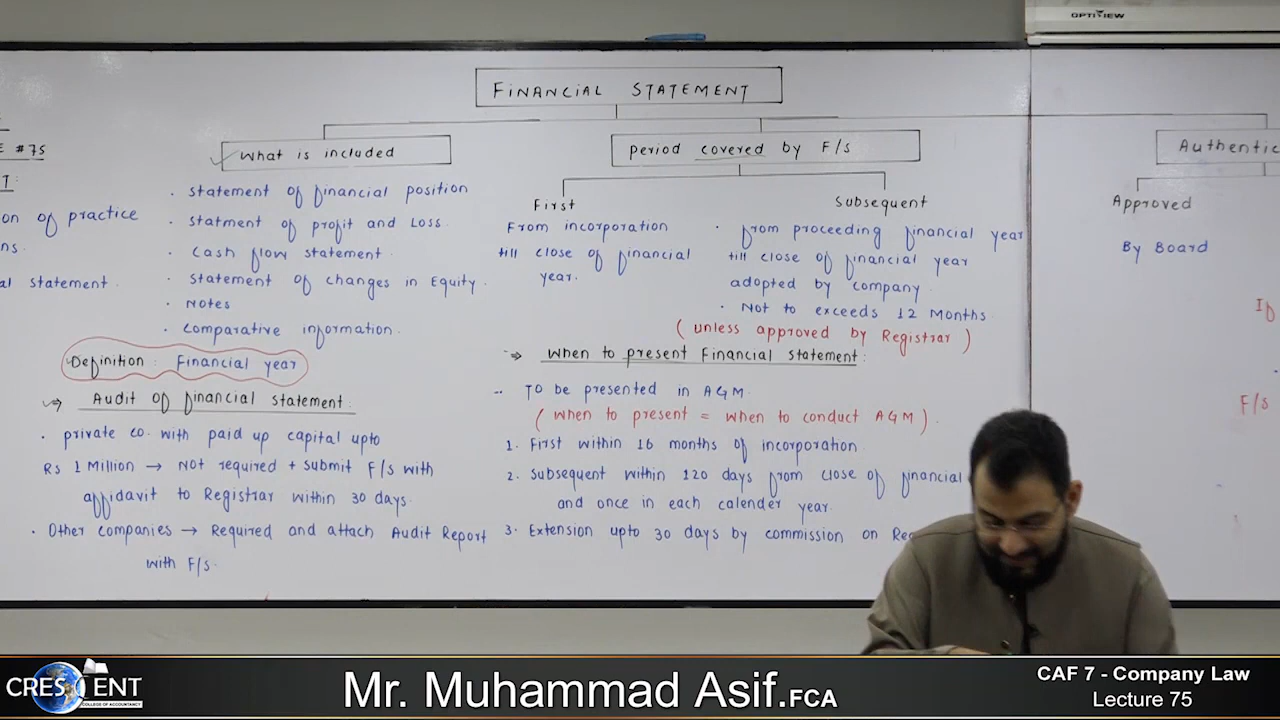 OPTIVIEW
FINANCIAL STATEMENT
E #75
T:
on of practice
ns.
al statement.
What is included
• Statement of financial position
• Statment of profit and Loss.
• Cash flow statement.
• Statement of changes in Equity.
• Notes
• Comparative information.
Definition: Financial year
Audit of financial statement:
• private co. with paid up capital upto
Rs 1 Million → Not required + submit F/s with
affidavit to Registrar within 30 days.
• Other companies → Required and attach Audit Report
with F/s.
Period covered by F/s
First
From incorporation
till close of financial
year.
Subsequent
• from proceeding financial year
till close of financial year
adopted by company.
• Not to exceeds 12 Months.
(unless approved by Registrar)
When to present Financial statement:
TO be presented in AGM.
(When to present = when to conduct AGM).
1. First within 16 months of incorporation.
2. Subsequent within 120 days from close of financial
and once in each calender year.
3. Extension upto 30 days by commission on Re
Authentic
Approved
By Board
If
F/s
CRESCENT
COLLEGE OF ACCOUNTANCY
Mr. Muhammad Asif.FCA
CAF 7 - Company Law
Lecture 75